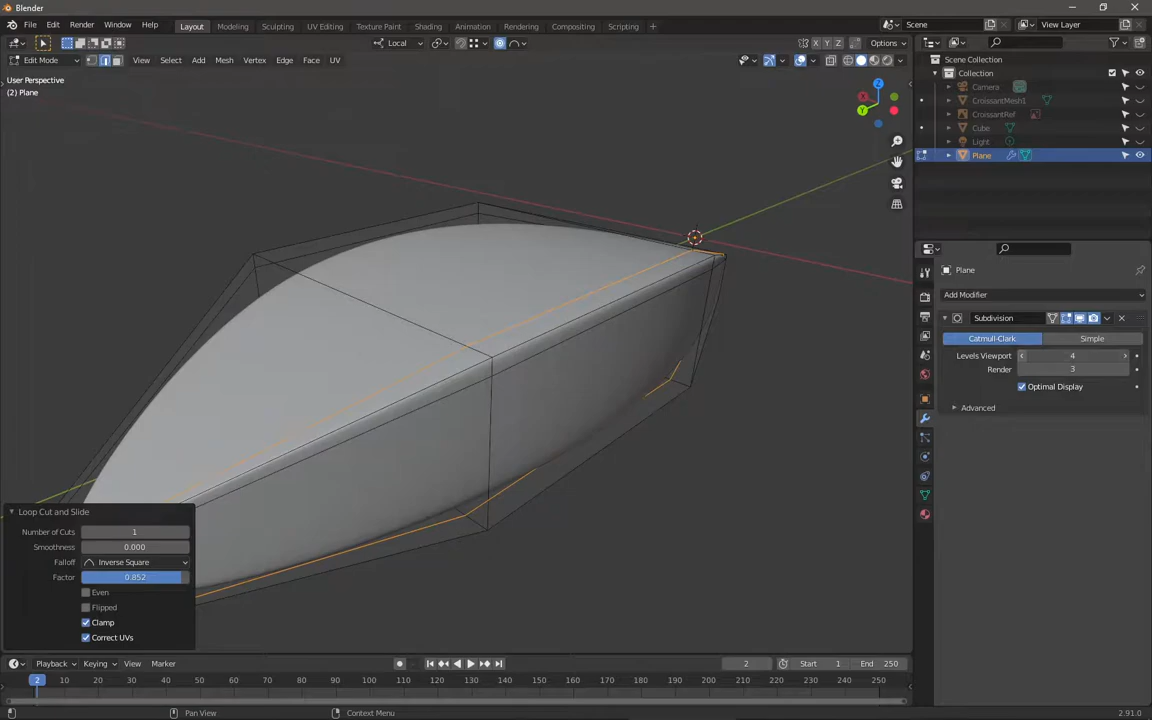 Blender
File Edit Render Window Help
Layout Modeling Sculpting UV Editing Texture Paint Shading Animation Rendering Compositing Scripting +
Scene
View Layer
Local
X Y Z
Options
Edit Mode
View Select Add Mesh Vertex Edge Face UV
User Perspective
(2) Plane
Z
X
Y
Scene Collection
Collection
Camera
CroissantMesh1
CroissantRef
Cube
Light
Plane
Plane
Add Modifier
Subdivision
Catmull-Clark Simple
Levels Viewport 4
Render 3
Optimal Display
Advanced
Loop Cut and Slide
Number of Cuts 1
Smoothness 0.000
Falloff Inverse Square
Factor 0.852
Even
Flipped
Clamp
Correct UVs
Playback Keying View Marker
2
Start 1
End 250
2 10 20 30 40 50 60 70 80 90 100 110 120 130 140 150 160 170 180 190 200 210 220 230 240 250
Pan View
Context Menu
2.91.0